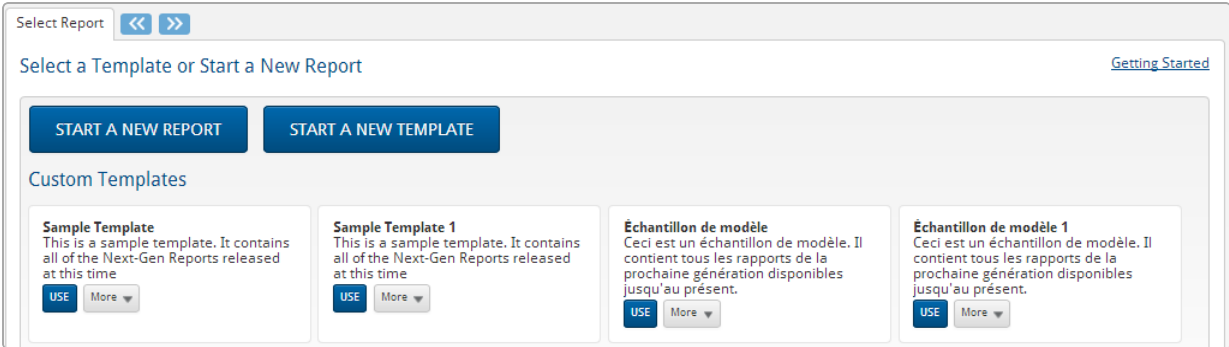 Select Report
Select a Template or Start a New Report
Getting Started
START A NEW REPORT
START A NEW TEMPLATE
Custom Templates
Sample Template
This is a sample template. It contains
all of the Next-Gen Reports released
at this time
USE
More
Sample Template 1
This is a sample template. It contains
all of the Next-Gen Reports released
at this time
USE
More
Échantillon de modèle
Ceci est un échantillon de modèle. Il
contient tous les rapports de la
prochaine génération disponibles
jusqu'au présent.
USE
More
Échantillon de modèle 1
Ceci est un échantillon de modèle. Il
contient tous les rapports de la
prochaine génération disponibles
jusqu'au présent.
USE
More